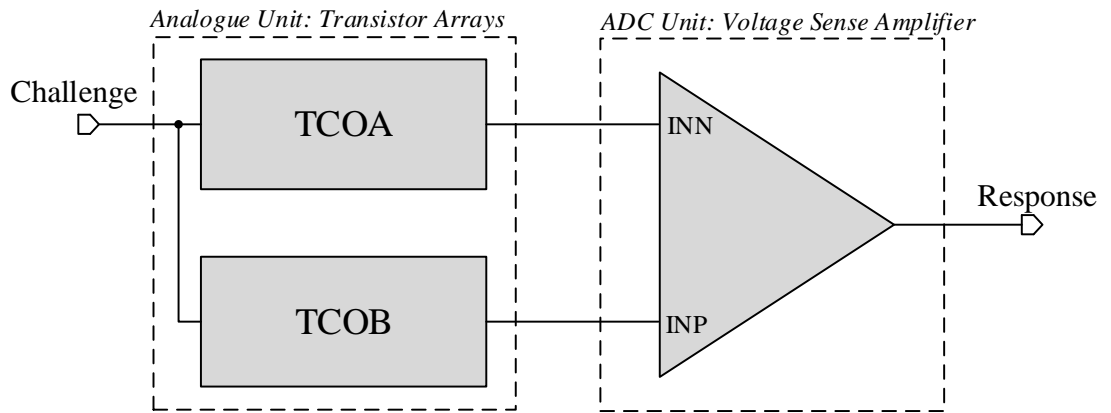 Analogue Unit: Transistor Arrays
ADC Unit: Voltage Sense Amplifier
Challenge
TCOA
INN
Response
TCOB
INP